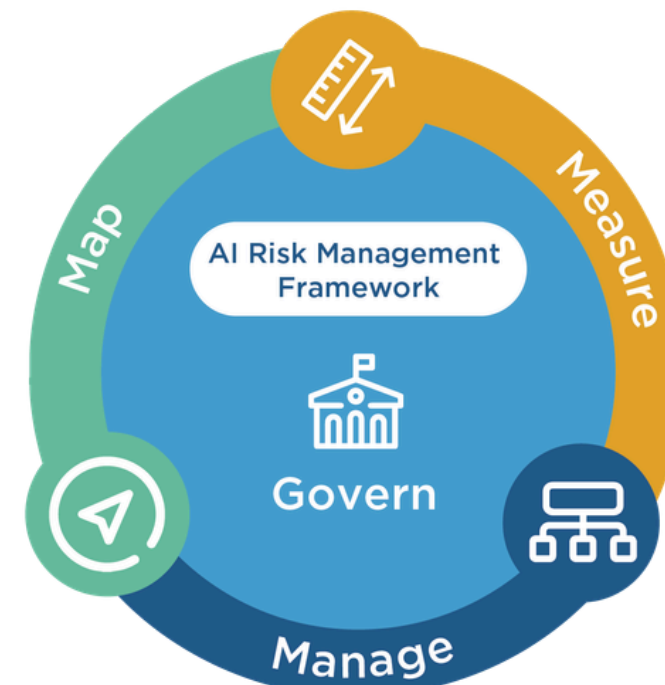 Map
Measure
AI Risk Management
Framework
Govern
Manage